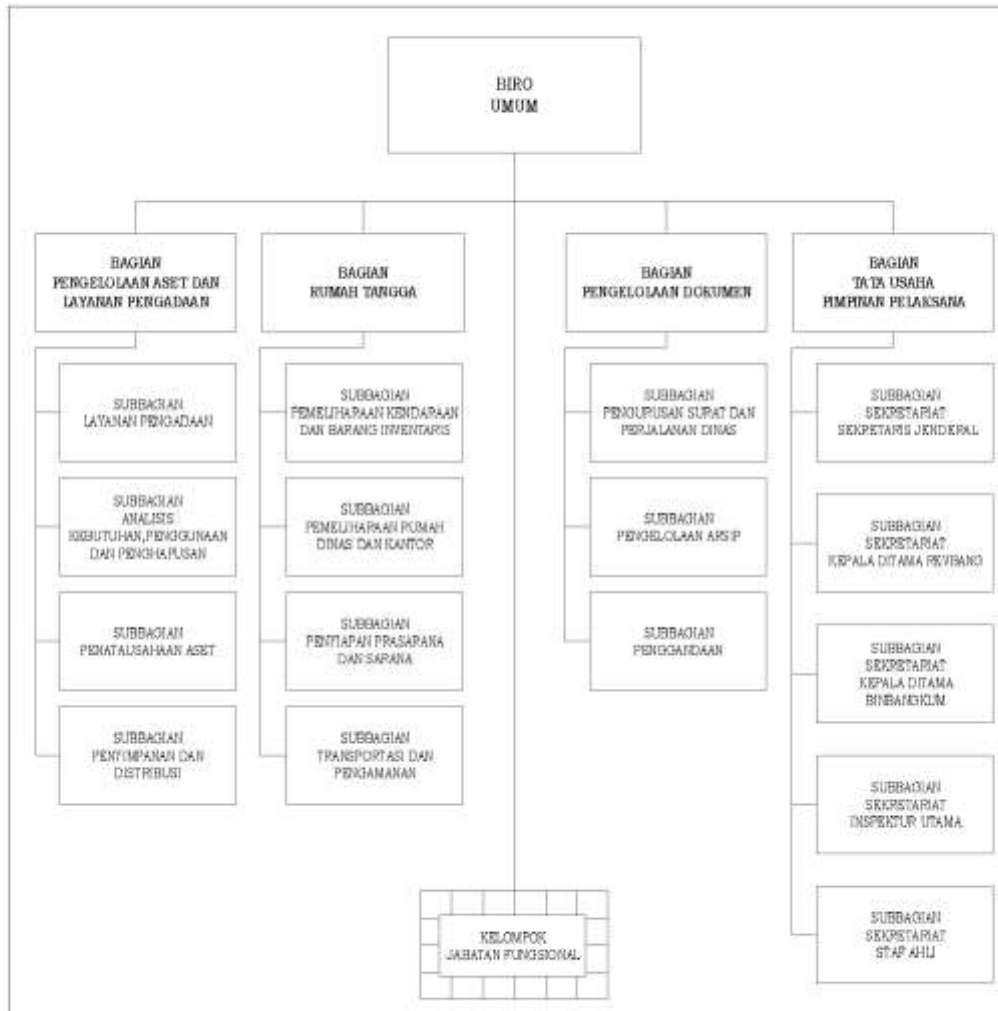 BIRO
UMUM
BAGIAN
PENGELOLAAN ASET DAN
LAYANAN PENGADAAN
BAGIAN
RUMAH TANGGA
BAGIAN
PENGELOLAAN DOKUMEN
BAGIAN
TATA USAHA
PIMPINAN PELAKSANA
SUBBAGIAN
LAYANAN PENGADAAN
SUBBAGIAN
ANALISIS
KEBUTUHAN,PENGGUNAAN
DAN PENGHAPUSAN
SUBBAGIAN
PENATAUSAHAAN ASET
SUBBAGIAN
PENYIMPANAN DAN
DISTRIBUSI
SUBBAGIAN
PEMELIHARAAN KENDARAAN
DAN BARANG INVENTARIS
SUBBAGIAN
PEMELIHARAAN RUMAH
DINAS DAN KANTOR
SUBBAGIAN
PENYIAPAN PRASARANA
DAN SARANA
SUBBAGIAN
TRANSPORTASI DAN
PENGAMANAN
SUBBAGIAN
PENGURUSAN SURAT DAN
PERJALANAN DINAS
SUBBAGIAN
PENGELOLAAN ARSIP
SUBBAGIAN
PENGGANDAAN
SUBBAGIAN
SEKRETARIAT
SEKRETARIS JENDERAL
SUBBAGIAN
SEKRETARIAT
KEPALA DITAMA REVBANG
SUBBAGIAN
SEKRETARIAT
KEPALA DITAMA
BINBANGKUM
SUBBAGIAN
SEKRETARIAT
INSPEKTUR UTAMA
SUBBAGIAN
SEKRETARIAT
STAF AHLI
KELOMPOK
JABATAN FUNGSIONAL